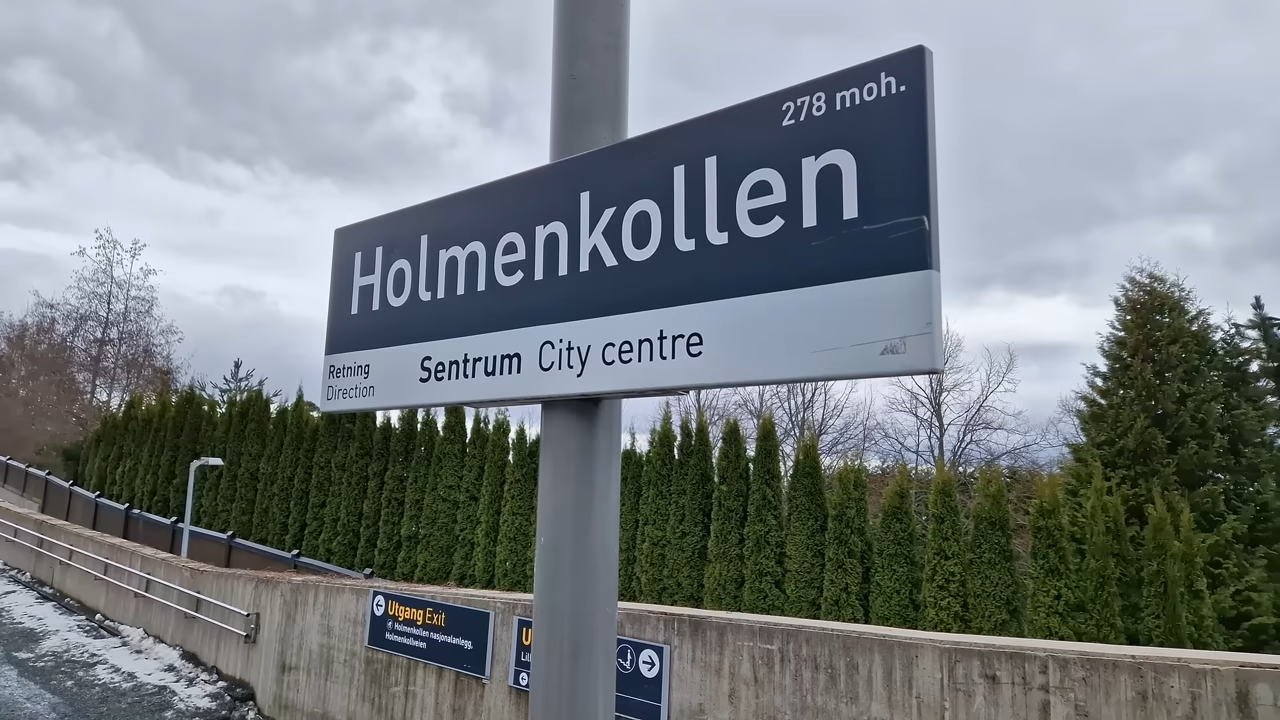 278 moh.
Holmenkollen
Retning Sentrum City centre
Direction
Utgang Exit
Holmenkollen nasjonalanlegg,
Holmenkollveien